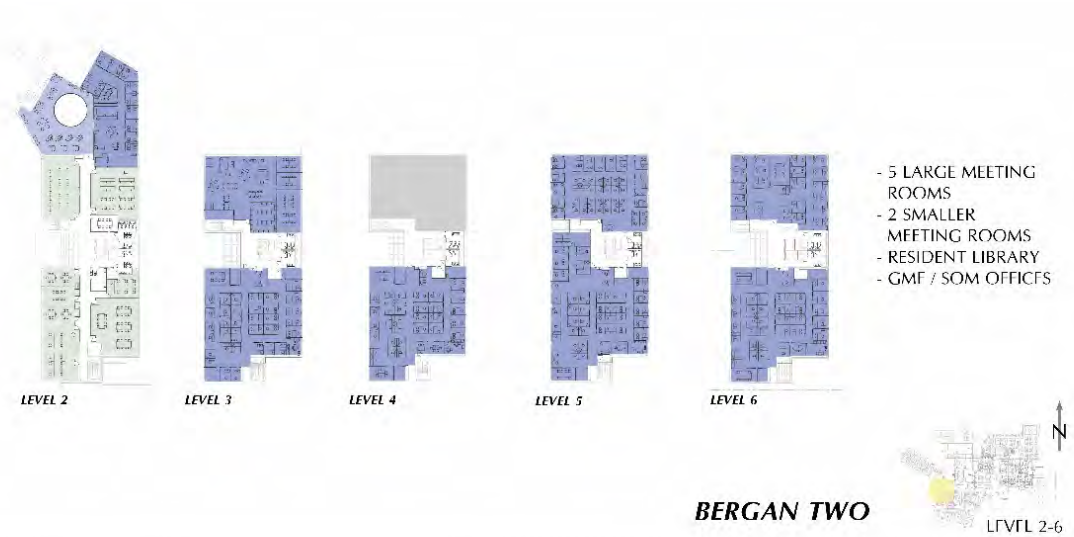 - 5 LARGE MEETING
ROOMS
- 2 SMALLER
MEETING ROOMS
- RESIDENT LIBRARY
- GMF / SOM OFFICES
LEVEL 2
LEVEL 3
LEVEL 4
LEVEL 5
LEVEL 6
N
BERGAN TWO
LEVEL 2-6